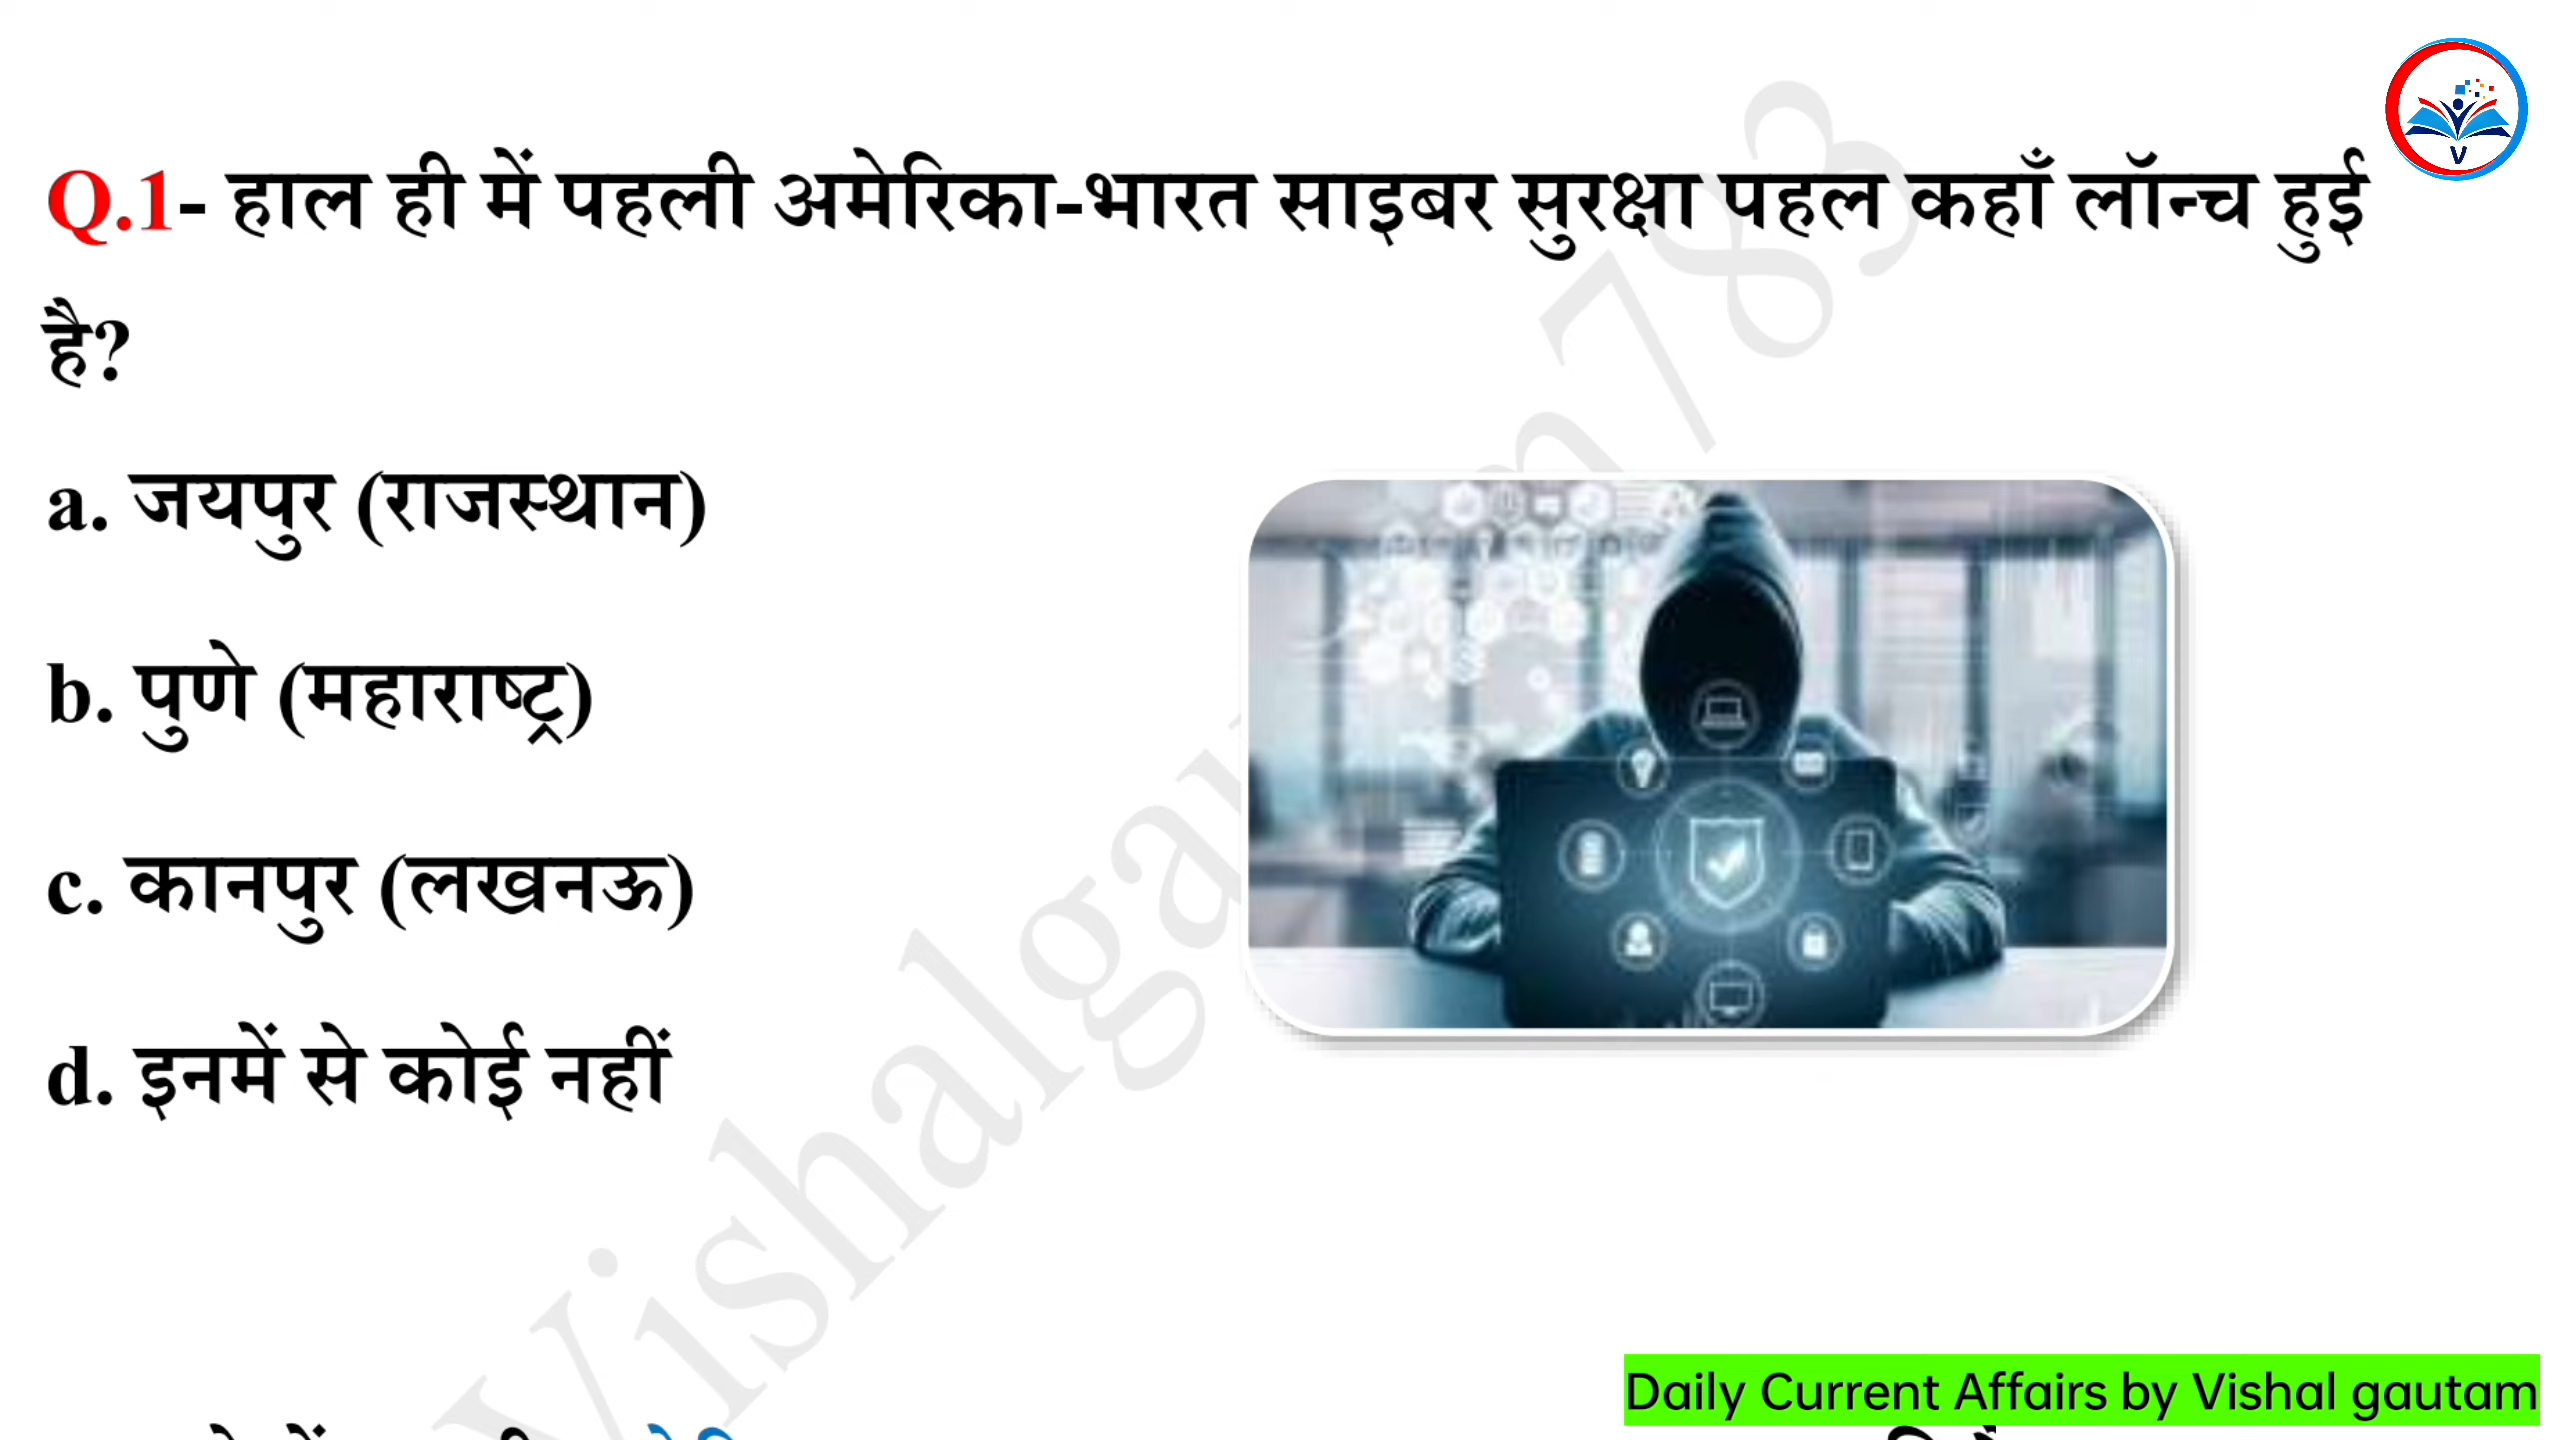 Q.1- हाल ही में पहली अमेरिका-भारत साइबर सुरक्षा पहल कहाँ लॉन्च हुई
है?
a. जयपुर (राजस्थान)
b. पुणे (महाराष्ट्र)
c. कानपुर (लखनऊ)
d. इनमें से कोई नहीं
Daily Current Affairs by Vishal gautam
V